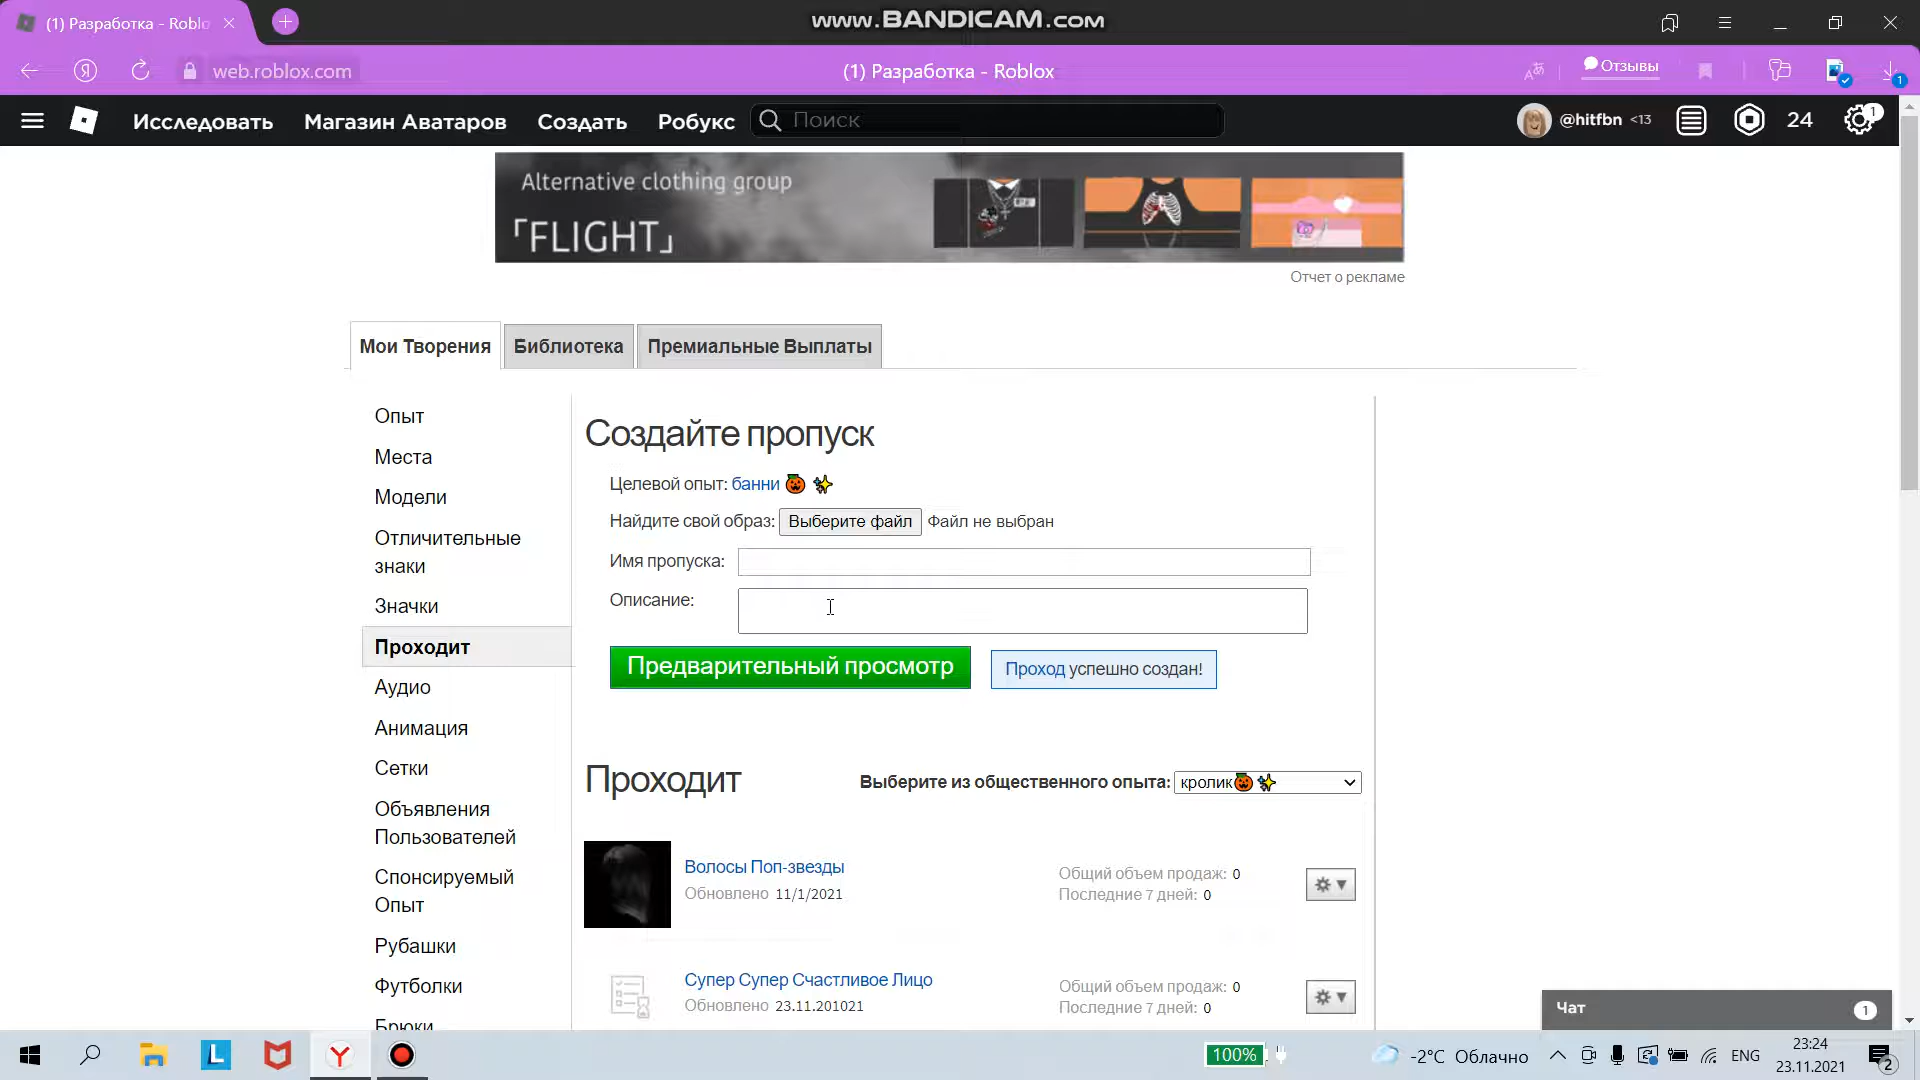 www.BANDICAM.com
(1) Разработка - Roblo
web.roblox.com
(1) Разработка - Roblox
Отзывы
1
Исследовать
Магазин Аватаров
Создать
Робукс
Поиск
@hitfbn <13
24
1
Alternative clothing group
「FLIGHT」
Отчет о рекламе
Мои Творения
Библиотека
Премиальные Выплаты
Опыт
Места
Модели
Отличительные
знаки
Значки
Проходит
Аудио
Анимация
Сетки
Объявления
Пользователей
Спонсируемый
Опыт
Рубашки
Футболки
Брюки
Создайте пропуск
Целевой опыт: банни 🎃 ✨
Найдите свой образ: Выберите файл Файл не выбран
Имя пропуска:
Описание:
Предварительный просмотр
Проход успешно создан!
Проходит
Выберите из общественного опыта: кролик🎃 ✨
Волосы Поп-звезды
Обновлено 11/1/2021
Общий объем продаж: 0
Последние 7 дней: 0
Супер Супер Счастливое Лицо
Обновлено 23.11.201021
Общий объем продаж: 0
Последние 7 дней: 0
Чат
1
100%
-2°C Облачно
ENG
23:24
23.11.2021
2